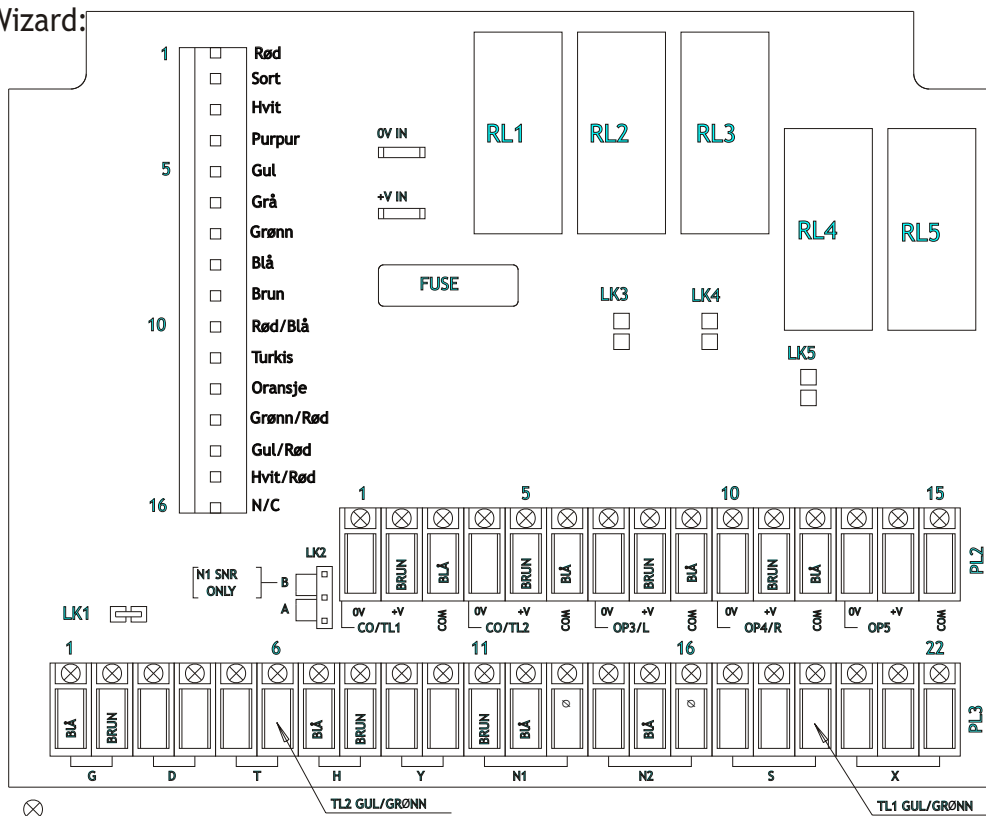 Wizard:
1 Rød
Sort
Hvit
Purpur
5 Gul
Grå
Grønn
Blå
Brun
10 Rød/Blå
Turkis
Oransje
Grønn/Rød
Gul/Rød
Hvit/Rød
16 N/C
0V IN
+V IN
FUSE
RL1 RL2 RL3
RL4 RL5
LK3 LK4
LK5
1 5 10 15
BRUN BLÅ BRUN BLÅ BRUN BLÅ BRUN BLÅ
PL2
0V +V COM 0V +V COM 0V +V COM 0V +V COM 0V +V COM
CO/TL1 CO/TL2 OP3/L OP4/R OP5
LK2
N1 SNR
ONLY
B
A
LK1
1 6 11 16 22
BLÅ BRUN BLÅ BRUN BRUN BLÅ BLÅ
PL3
G D T H Y N1 N2 S X
TL2 GUL/GRØNN
TL1 GUL/GRØNN